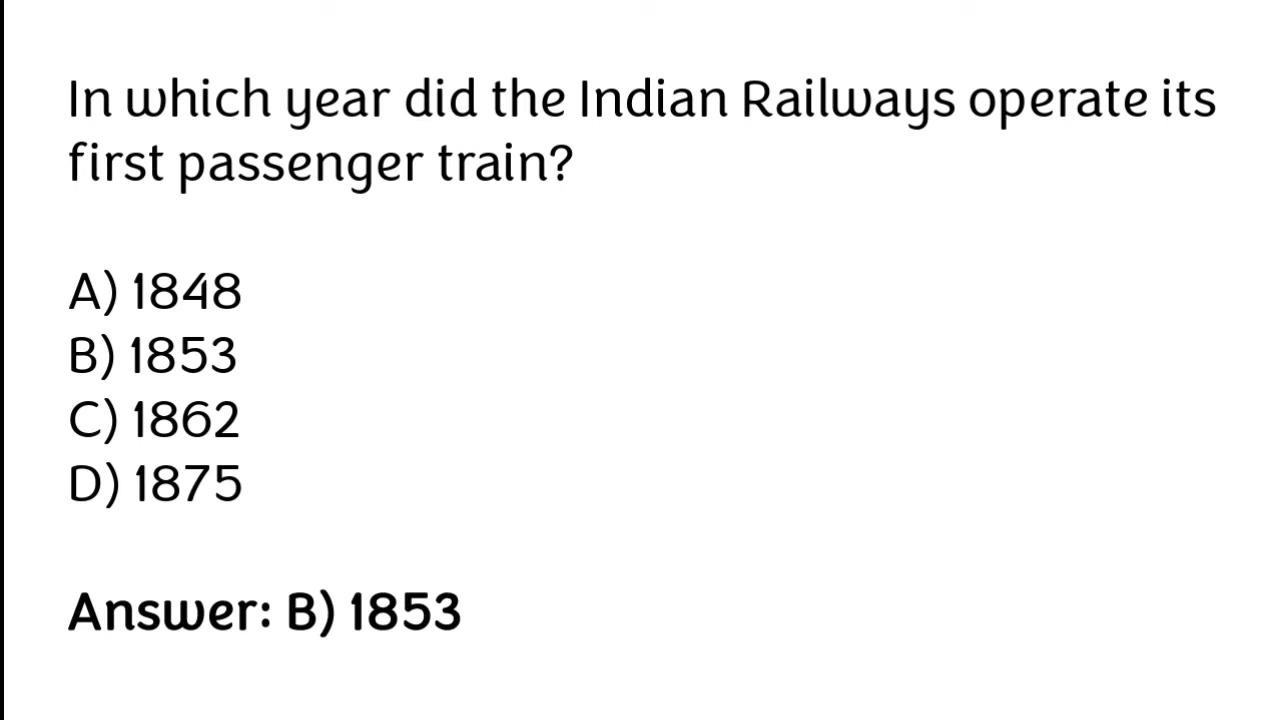 In which year did the Indian Railways operate its
first passenger train?
A) 1848
B) 1853
C) 1862
D) 1875
Answer: B) 1853